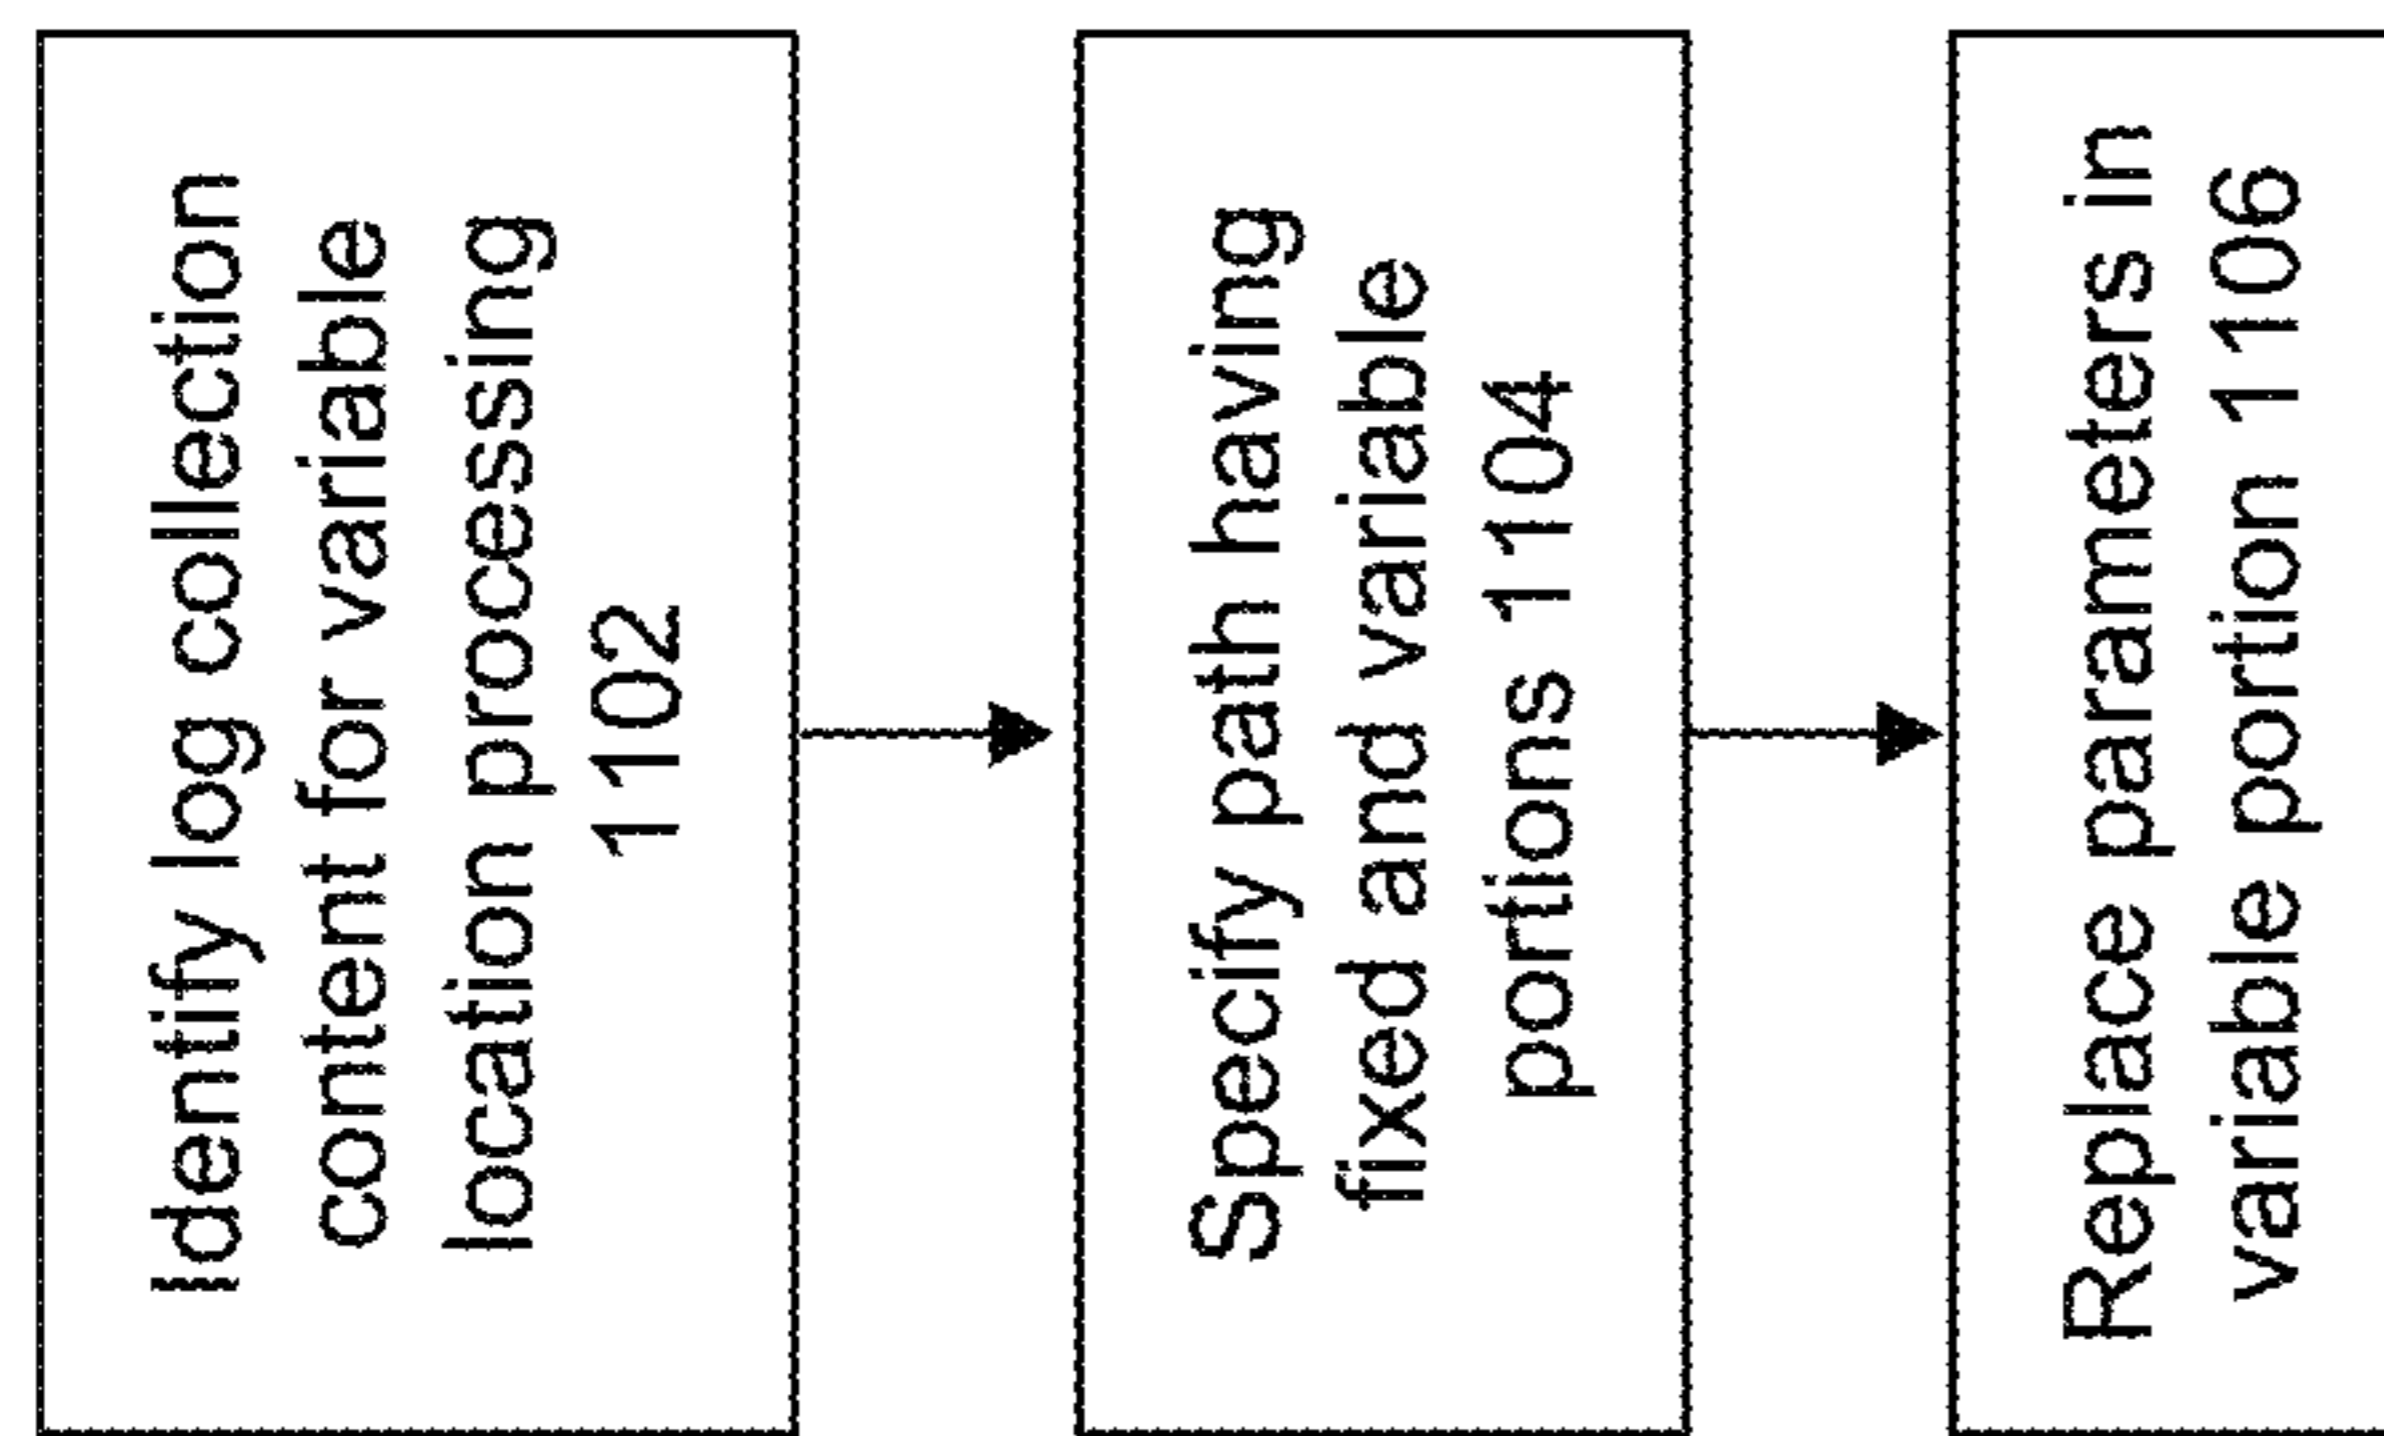 Identify log collection
content for variable
location processing
1102
Specify path having
fixed and variable
portions 1104
Replace parameters in
variable portion 1106